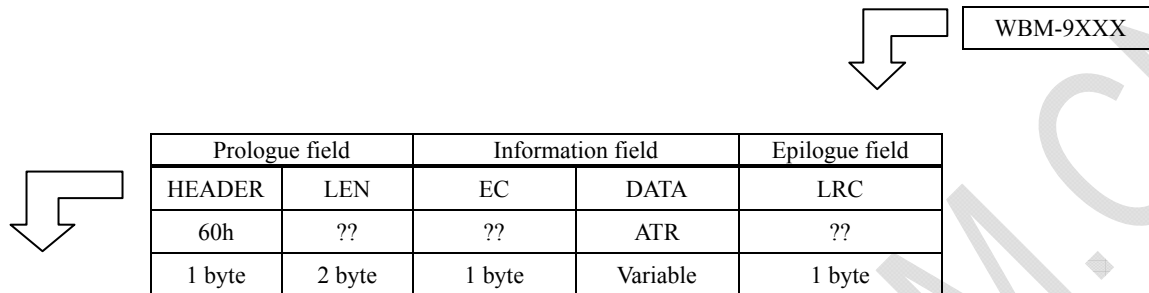 WBM-9XXX
Prologue field Information field Epilogue field
HEADER LEN EC DATA LRC
60h ?? ?? ATR ??
1 byte 2 byte 1 byte Variable 1 byte